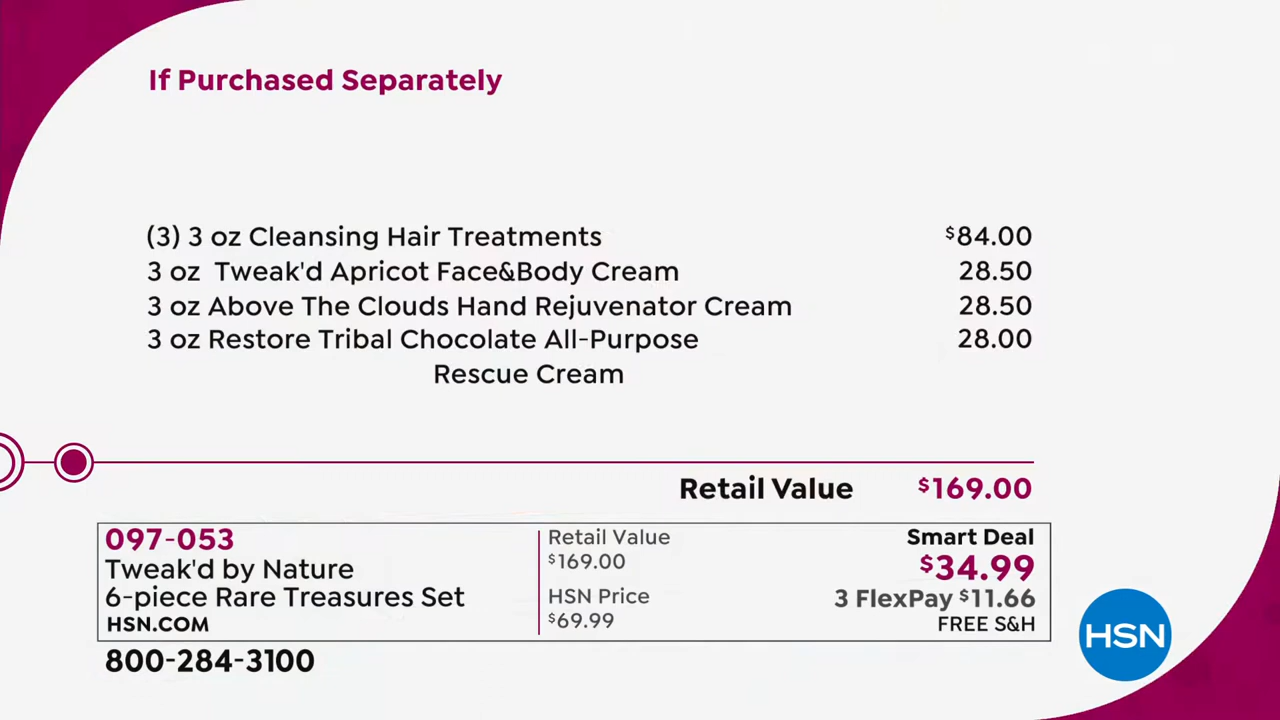 If Purchased Separately
(3) 3 oz Cleansing Hair Treatments $84.00
3 oz Tweak'd Apricot Face&Body Cream 28.50
3 oz Above The Clouds Hand Rejuvenator Cream 28.50
3 oz Restore Tribal Chocolate All-Purpose 28.00
Rescue Cream
Retail Value $169.00
097-053
Tweak'd by Nature
6-piece Rare Treasures Set
HSN.COM
Retail Value
$169.00
HSN Price
$69.99
Smart Deal
$34.99
3 FlexPay $11.66
FREE S&H
800-284-3100
HSN